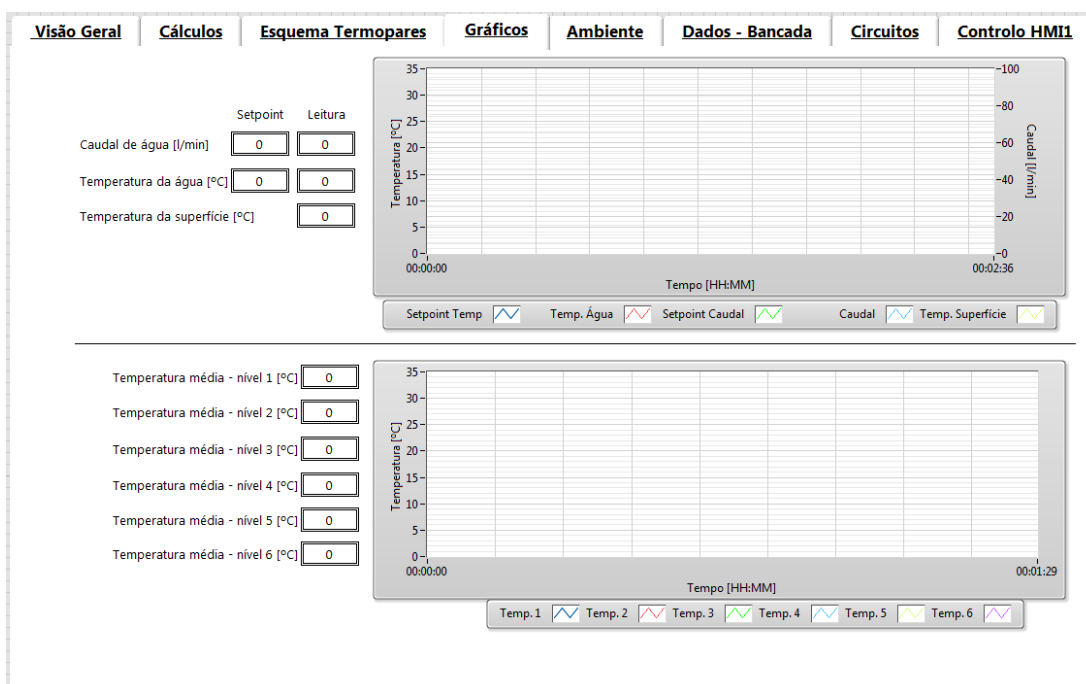 Visão Geral Cálculos Esquema Termopares Gráficos Ambiente Dados - Bancada Circuitos Controlo HMI1
Setpoint Leitura
Caudal de água [l/min] 0 0
Temperatura da água [ºC] 0 0
Temperatura da superfície [ºC] 0
35
30
25
20
15
10
5
0
Temperatura [ºC]
100
80
60
40
20
0
Caudal [l/min]
00:00:00 00:02:36
Tempo [HH:MM]
Setpoint Temp Temp. Água Setpoint Caudal Caudal Temp. Superfície
Temperatura média - nível 1 [ºC] 0
Temperatura média - nível 2 [ºC] 0
Temperatura média - nível 3 [ºC] 0
Temperatura média - nível 4 [ºC] 0
Temperatura média - nível 5 [ºC] 0
Temperatura média - nível 6 [ºC] 0
35
30
25
20
15
10
5
0
Temperatura [ºC]
00:00:00 00:01:29
Tempo [HH:MM]
Temp. 1 Temp. 2 Temp. 3 Temp. 4 Temp. 5 Temp. 6